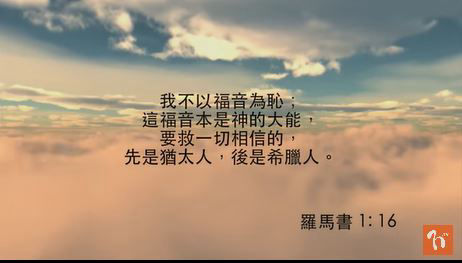 我不以福音為恥；
這福音本是神的大能，
要救一切相信的，
先是猶太人，後是希臘人。
羅馬書 1: 16